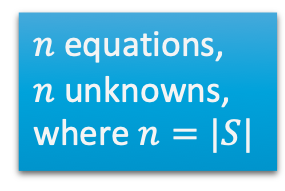 n equations,
n unknowns,
where n = |S|